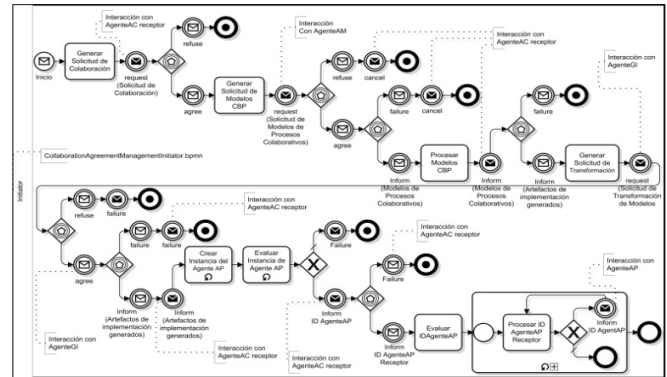 Interacción con
AgenteAC receptor
refuse
Inicio
Generar
Solicitud de
Colaboración
request
(Solicitud de
Colaboración)
agree
Generar
Solicitud
de Modelos
CBP
request
(Solicitud de
Modelos de
Procesos
Colaborativos)
Interacción
Con AgenteAM
refuse
cancel
Interacción con
AgenteAC receptor
failure
cancel
agree
Inform
(Modelos de
Procesos
Colaborativos)
Procesar
Modelos
CBP
Inform
(Modelos de
Procesos
Colaborativos)
Interacción con
AgenteGI
failure
Inform
(Artefactos de
implementación
generados)
Generar
Solicitud de
Transformación
request
(Solicitud de
Transformación
de Modelos
CollaborationAgreementManagementInitiator.bpmn
Initiator
refuse
failure
Interacción con
AgenteAC receptor
failure
failure
agree
Inform
(Artefactos de
implementación
generados)
Inform
(Artefactos de
implementación
generados)
Interacción con
AgenteGI
Interacción con
AgenteAC receptor
Crear
Instancia del
Agente AP
Evaluar
Instancia de
Agente AP
Failure
Inform
ID AgenteAP
Interacción con
AgenteAC receptor
Interacción con
AgenteAC receptor
Failure
Inform
ID AgenteAP
Receptor
Evaluar
IDAgenteAP
Procesar ID
AgenteAP
Receptor
Interacción con
AgenteAP
Inform
ID AgentAP